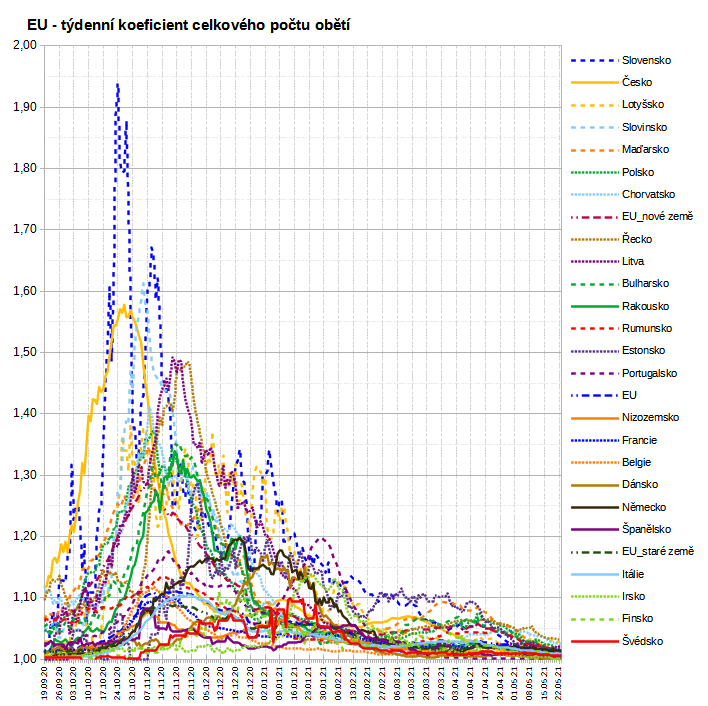 EU - týdenní koeficient celkového počtu obětí
2,00
1,90
1,80
1,70
1,60
1,50
1,40
1,30
1,20
1,10
1,00
Slovensko
Česko
Lotyšsko
Slovinsko
Maďarsko
Polsko
Chorvatsko
EU_nové země
Řecko
Litva
Bulharsko
Rakousko
Rumunsko
Estonsko
Portugalsko
EU
Nizozemsko
Francie
Belgie
Dánsko
Německo
Španělsko
EU_staré země
Itálie
Irsko
Finsko
Švédsko
19.09.20
26.09.20
03.10.20
10.10.20
17.10.20
24.10.20
31.10.20
07.11.20
14.11.20
21.11.20
28.11.20
05.12.20
12.12.20
19.12.20
26.12.20
02.01.21
09.01.21
16.01.21
23.01.21
30.01.21
06.02.21
13.02.21
20.02.21
27.02.21
06.03.21
13.03.21
20.03.21
27.03.21
03.04.21
10.04.21
17.04.21
24.04.21
01.05.21
08.05.21
15.05.21
22.05.21